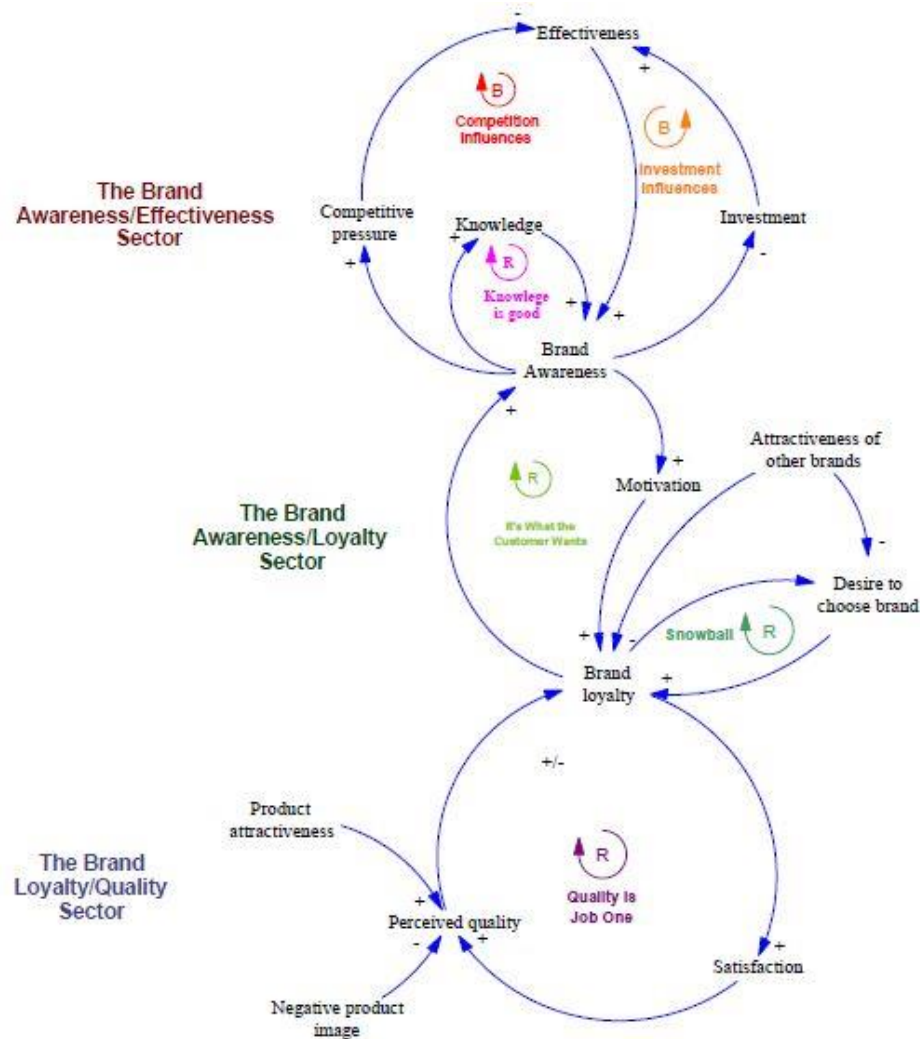 -
Effectiveness
+
B
Competition
Influences
B
Investment
Influences
The Brand
Awareness/Effectiveness
Sector
Competitive
pressure
+
Knowledge
+
R
Knowlege
is good
Investment
-
+
+
Brand
Awareness
+
Attractiveness of
other brands
+
Motivation
R
It's What the
Customer Wants
The Brand
Awareness/Loyalty
Sector
-
Desire to
choose brand
Snowball
R
+
-
+
Brand
loyalty
+/-
Product
attractiveness
R
Quality is
Job One
The Brand
Loyalty/Quality
Sector
+
Perceived quality
-
+
+
Satisfaction
Negative product
image